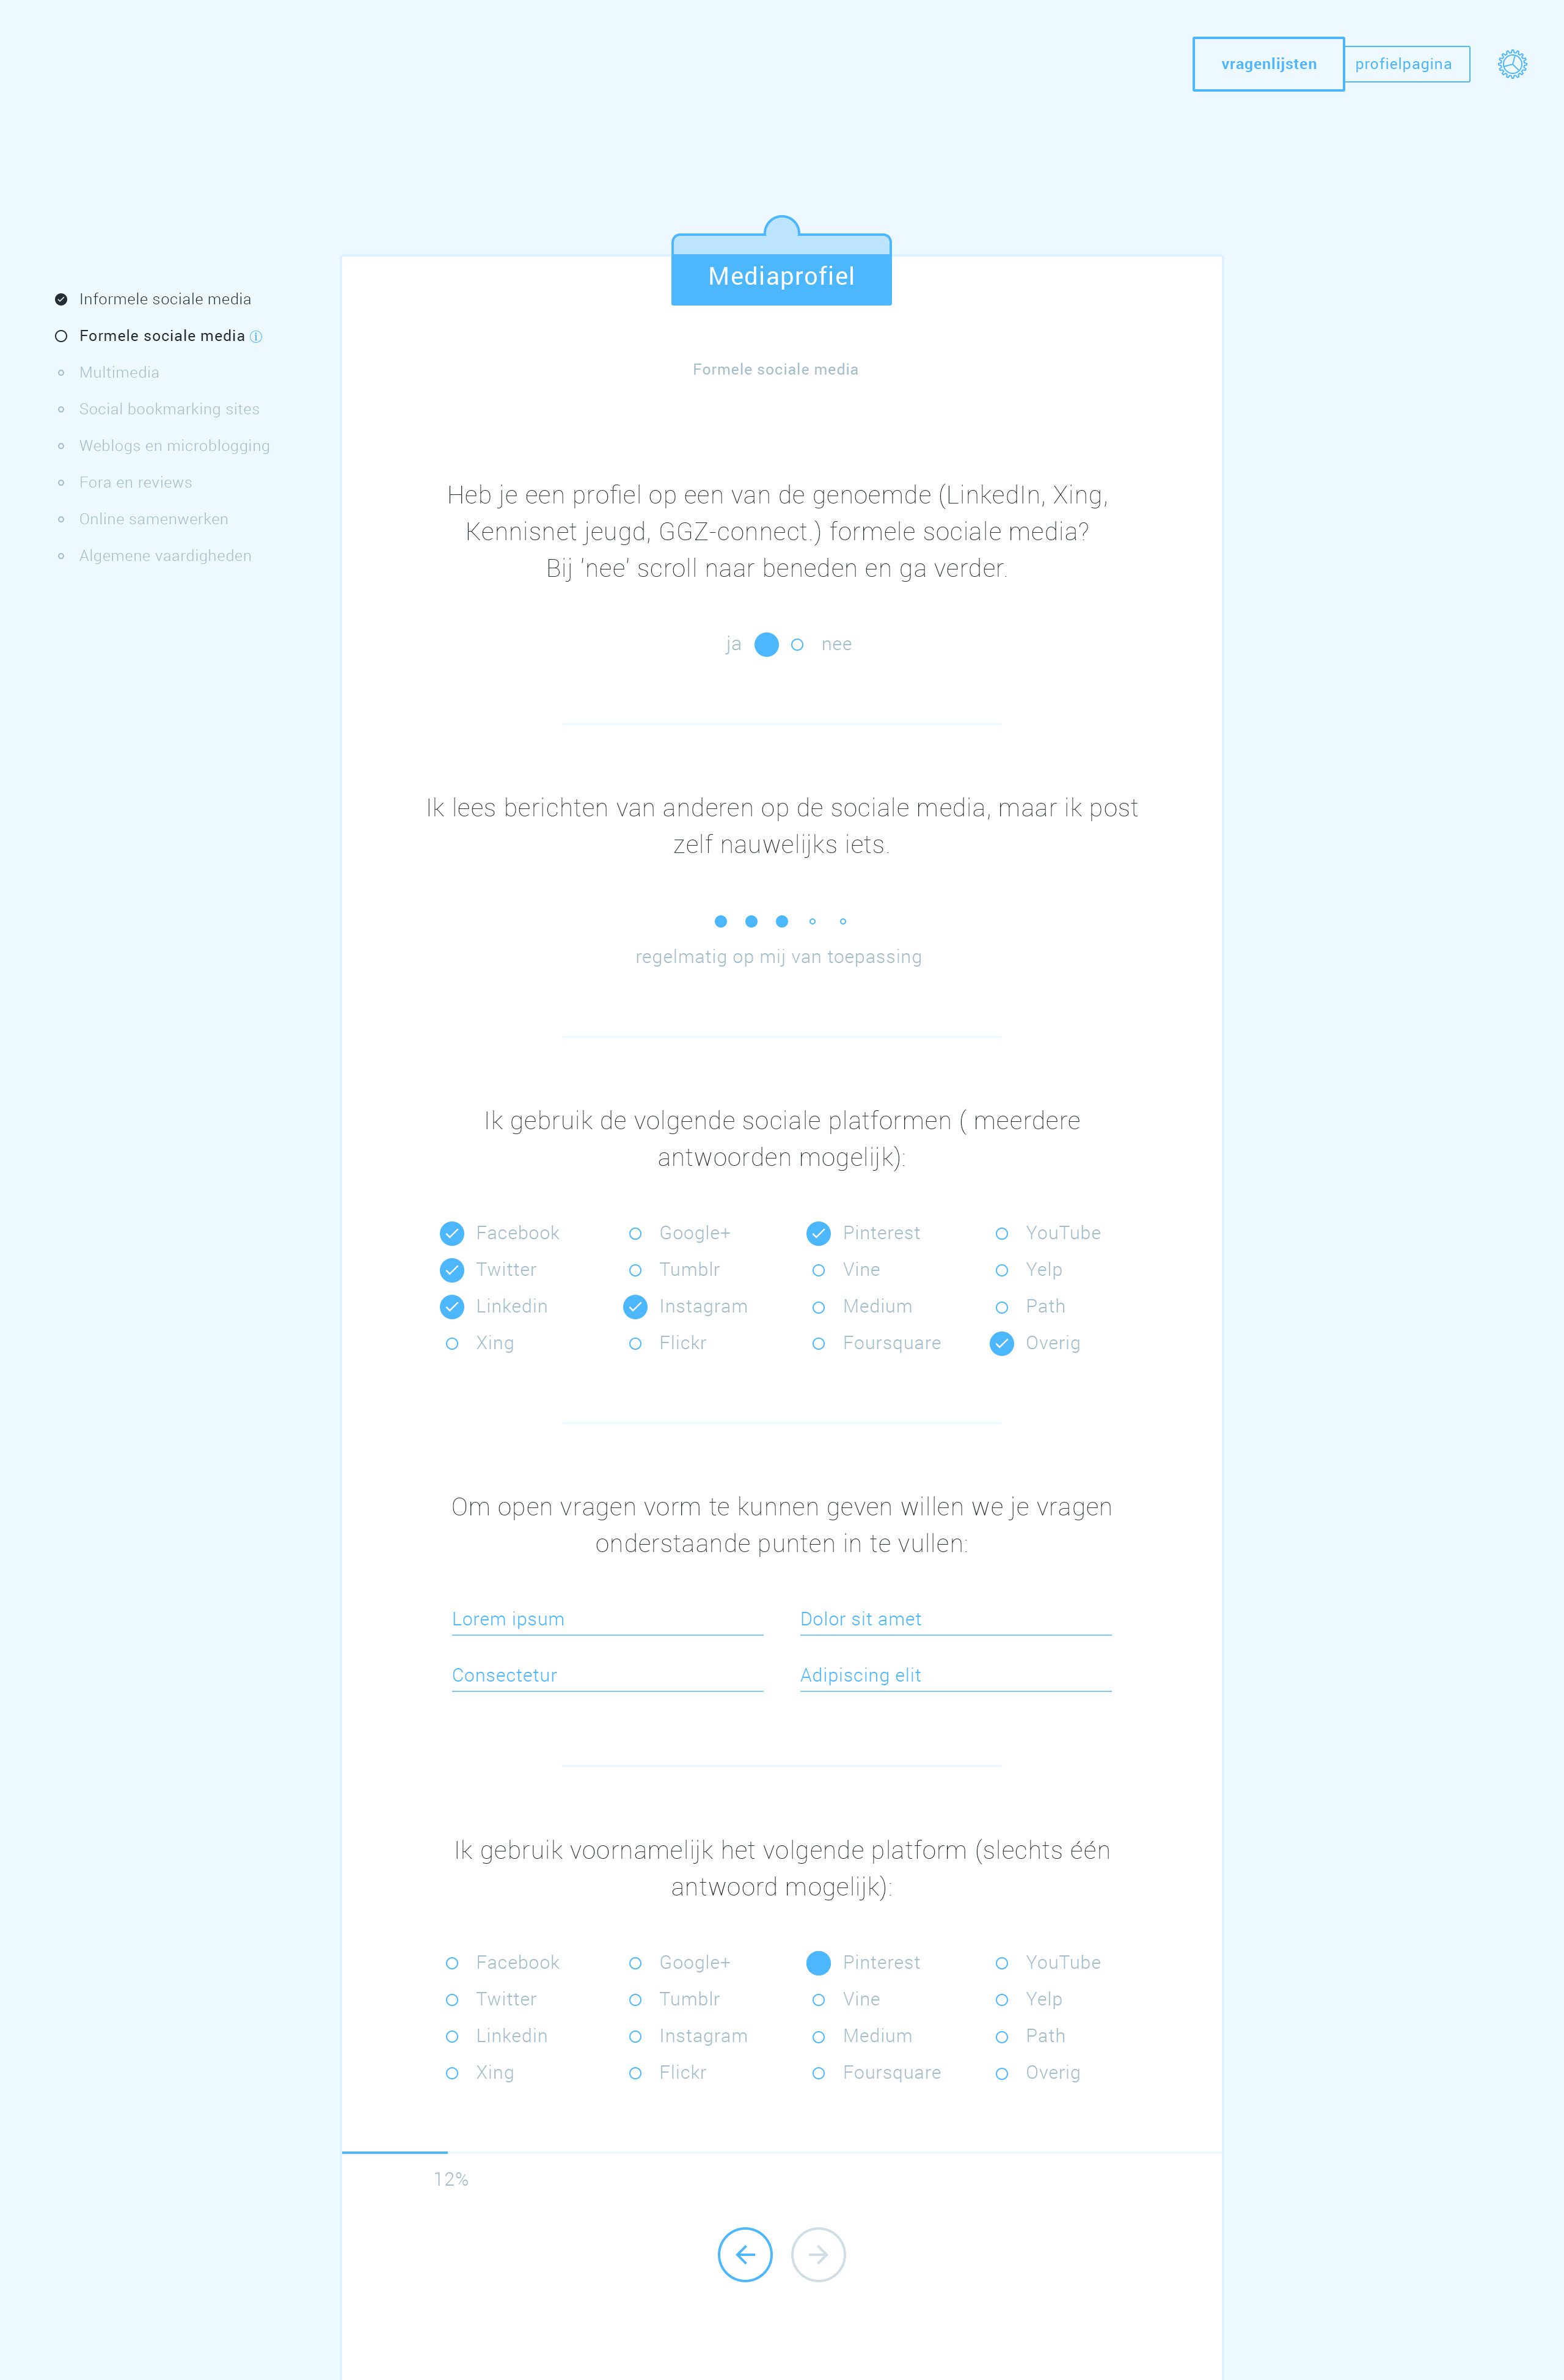 vragenlijsten
profielpagina
Mediaprofiel
Informele sociale media
Formele sociale media
Multimedia
Social bookmarking sites
Weblogs en microblogging
Fora en reviews
Online samenwerken
Algemene vaardigheden
Formele sociale media
Heb je een profiel op een van de genoemde (LinkedIn, Xing,
Kennisnet jeugd, GGZ-connect.) formele sociale media?
Bij 'nee' scroll naar beneden en ga verder.
ja nee
Ik lees berichten van anderen op de sociale media, maar ik post
zelf nauwelijks iets.
regelmatig op mij van toepassing
Ik gebruik de volgende sociale platformen ( meerdere
antwoorden mogelijk):
Facebook Google+ Pinterest YouTube
Twitter Tumblr Vine Yelp
Linkedin Instagram Medium Path
Xing Flickr Foursquare Overig
Om open vragen vorm te kunnen geven willen we je vragen
onderstaande punten in te vullen:
Lorem ipsum Dolor sit amet
Consectetur Adipiscing elit
Ik gebruik voornamelijk het volgende platform (slechts één
antwoord mogelijk):
Facebook Google+ Pinterest YouTube
Twitter Tumblr Vine Yelp
Linkedin Instagram Medium Path
Xing Flickr Foursquare Overig
12%